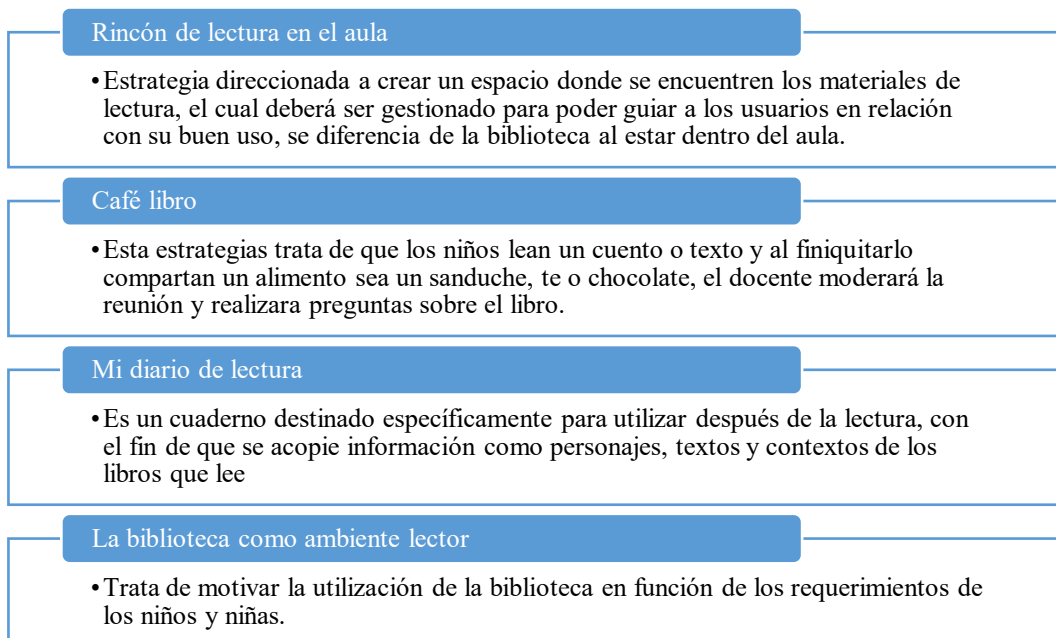 Rincón de lectura en el aula
•Estrategia direccionada a crear un espacio donde se encuentren los materiales de
lectura, el cual deberá ser gestionado para poder guiar a los usuarios en relación
con su buen uso, se diferencia de la biblioteca al estar dentro del aula.
Café libro
•Esta estrategias trata de que los niños lean un cuento o texto y al finiquitarlo
compartan un alimento sea un sanduche, te o chocolate, el docente moderará la
reunión y realizara preguntas sobre el libro.
Mi diario de lectura
•Es un cuaderno destinado específicamente para utilizar después de la lectura, con
el fin de que se acopie información como personajes, textos y contextos de los
libros que lee
La biblioteca como ambiente lector
•Trata de motivar la utilización de la biblioteca en función de los requerimientos de
los niños y niñas.